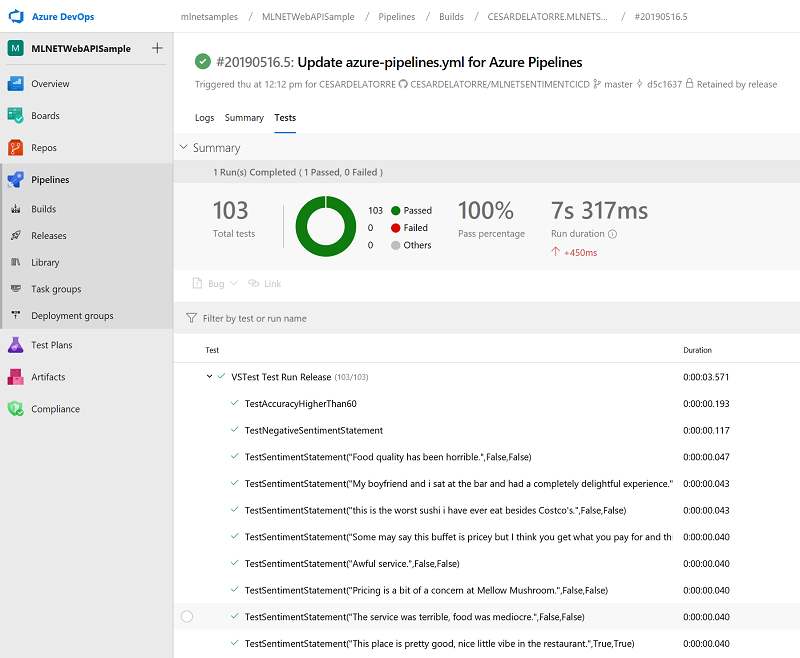 Azure DevOps
mlnetsamples / MLNETWebAPISample / Pipelines / Builds / CESARDELATORRE.MLNETS... / #20190516.5
M MLNETWebAPISample +
Overview
Boards
Repos
Pipelines
Builds
Releases
Library
Task groups
Deployment groups
Test Plans
Artifacts
Compliance
#20190516.5: Update azure-pipelines.yml for Azure Pipelines
Triggered thu at 12:12 pm for CESARDELATORRE CESARDELATORRE/MLNETSENTIMENTCICD master d5c1637 Retained by release
Logs Summary Tests
Summary
1 Run(s) Completed ( 1 Passed, 0 Failed )
103
Total tests
103 Passed
0 Failed
0 Others
100%
Pass percentage
7s 317ms
Run duration
+450ms
Bug Link
Filter by test or run name
Test Duration
VSTest Test Run Release (103/103) 0:00:03.571
TestAccuracyHigherThan60 0:00:00.193
TestNegativeSentimentStatement 0:00:00.117
TestSentimentStatement("Food quality has been horrible.",False,False) 0:00:00.047
TestSentimentStatement("My boyfriend and i sat at the bar and had a completely delightful experience." 0:00:00.043
TestSentimentStatement("this is the worst sushi i have ever eat besides Costco's.",False,False) 0:00:00.043
TestSentimentStatement("Some may say this buffet is pricey but I think you get what you pay for and thi 0:00:00.040
TestSentimentStatement("Awful service.",False,False) 0:00:00.040
TestSentimentStatement("Pricing is a bit of a concern at Mellow Mushroom.",False,False) 0:00:00.040
TestSentimentStatement("The service was terrible, food was mediocre.",False,False) 0:00:00.040
TestSentimentStatement("This place is pretty good, nice little vibe in the restaurant.",True,True) 0:00:00.040